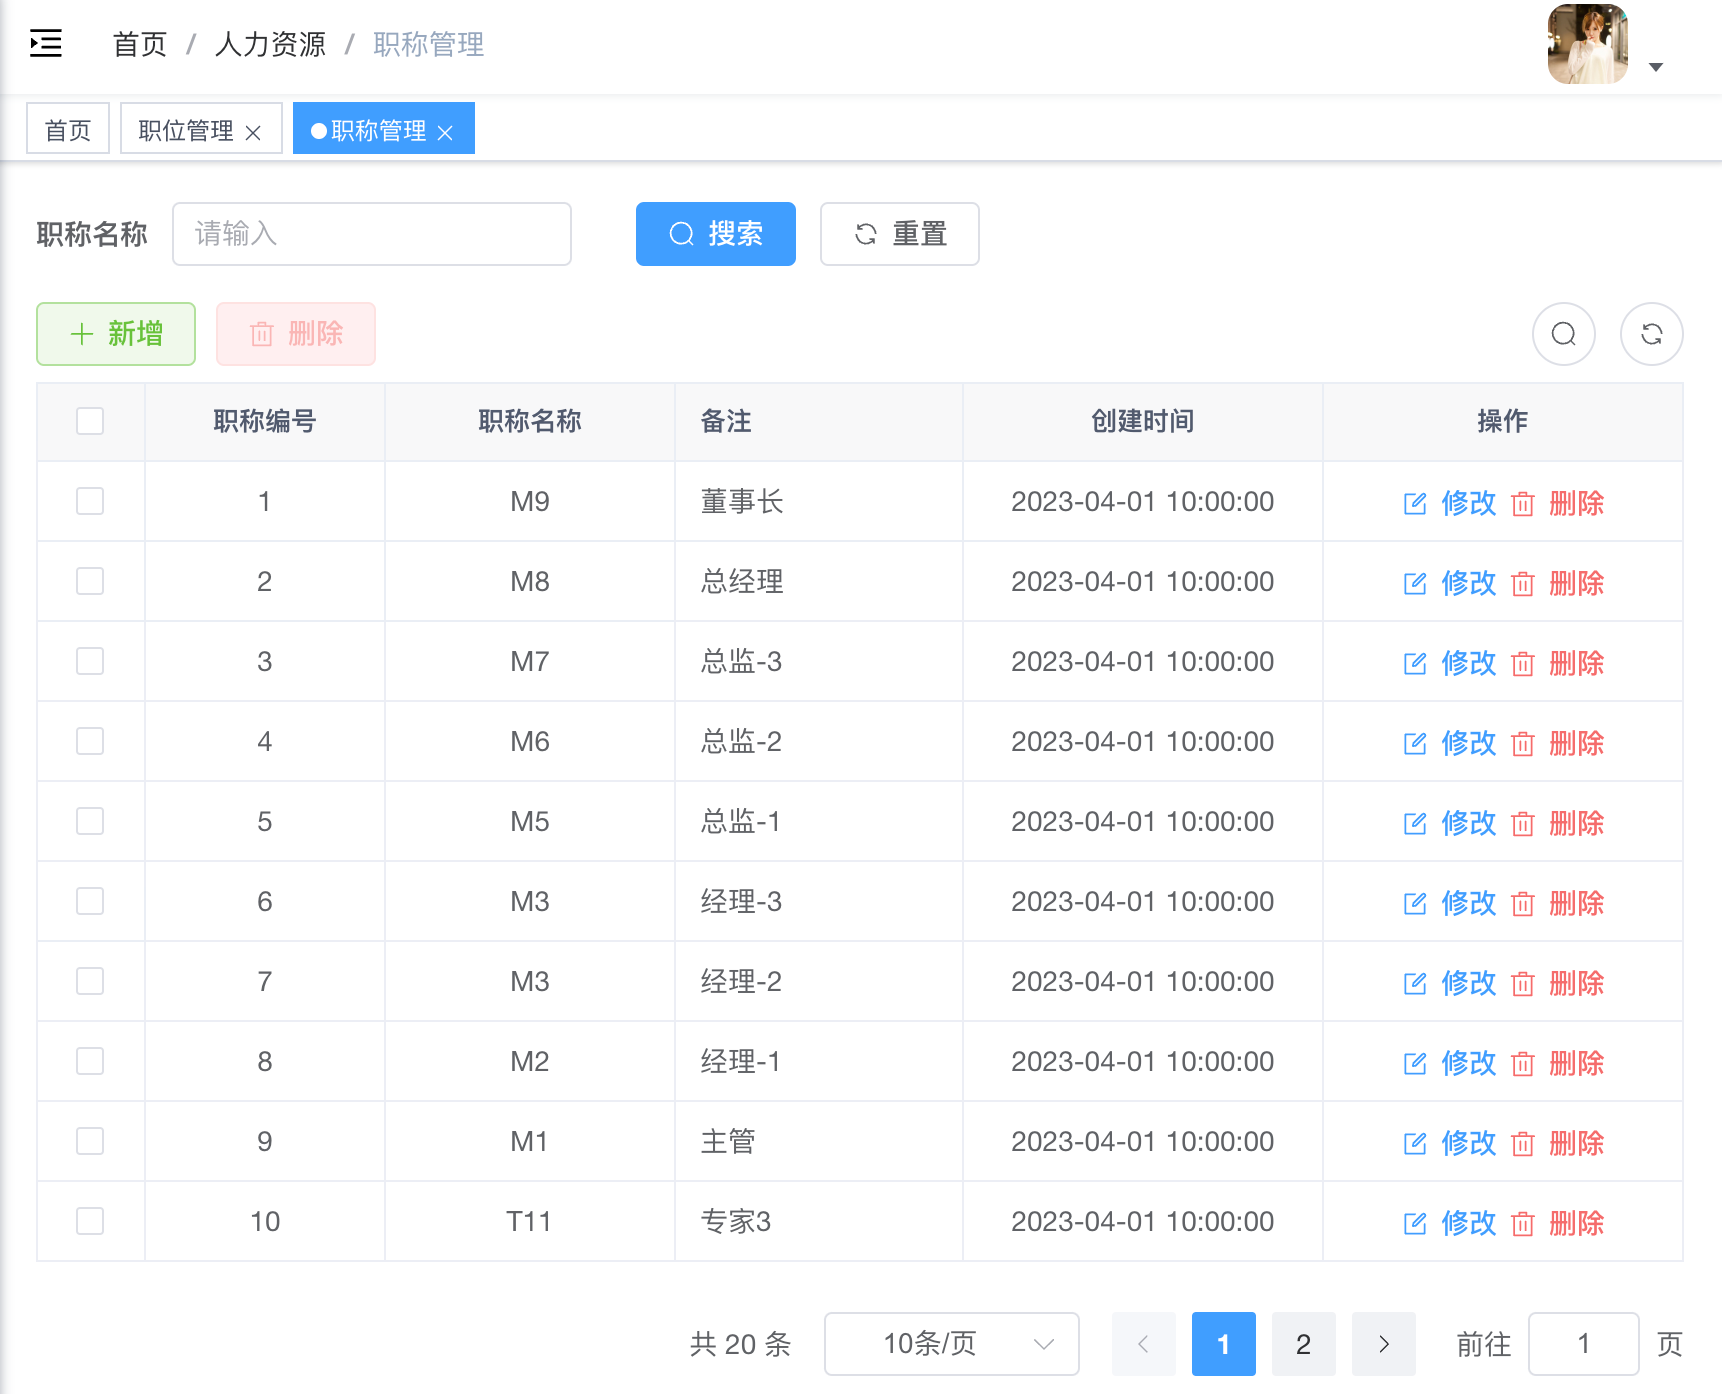 首页 / 人力资源 / 职称管理
首页 职位管理 职称管理
职称名称 请输入 搜索 重置
新增 删除
职称编号 职称名称 备注 创建时间 操作
1 M9 董事长 2023-04-01 10:00:00 修改 删除
2 M8 总经理 2023-04-01 10:00:00 修改 删除
3 M7 总监-3 2023-04-01 10:00:00 修改 删除
4 M6 总监-2 2023-04-01 10:00:00 修改 删除
5 M5 总监-1 2023-04-01 10:00:00 修改 删除
6 M3 经理-3 2023-04-01 10:00:00 修改 删除
7 M3 经理-2 2023-04-01 10:00:00 修改 删除
8 M2 经理-1 2023-04-01 10:00:00 修改 删除
9 M1 主管 2023-04-01 10:00:00 修改 删除
10 T11 专家3 2023-04-01 10:00:00 修改 删除
共 20 条 10条/页 1 2 前往 1 页